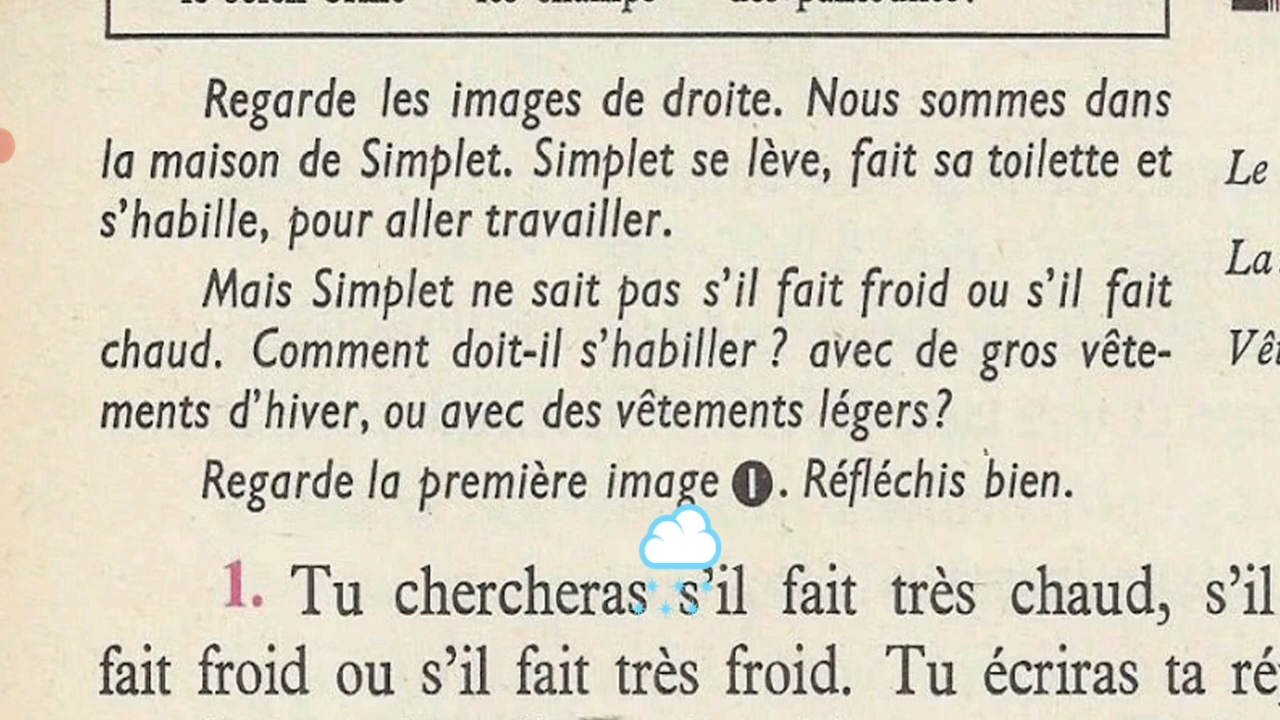 Regarde les images de droite. Nous sommes dans
la maison de Simplet. Simplet se lève, fait sa toilette et
s'habille, pour aller travailler.
Mais Simplet ne sait pas s'il fait froid ou s'il fait
chaud. Comment doit-il s'habiller ? avec de gros vête-
ments d'hiver, ou avec des vêtements légers ?
Regarde la première image 1. Réfléchis bien.
1. Tu chercheras s'il fait très chaud, s'il
fait froid ou s'il fait très froid. Tu écriras ta
Le
La